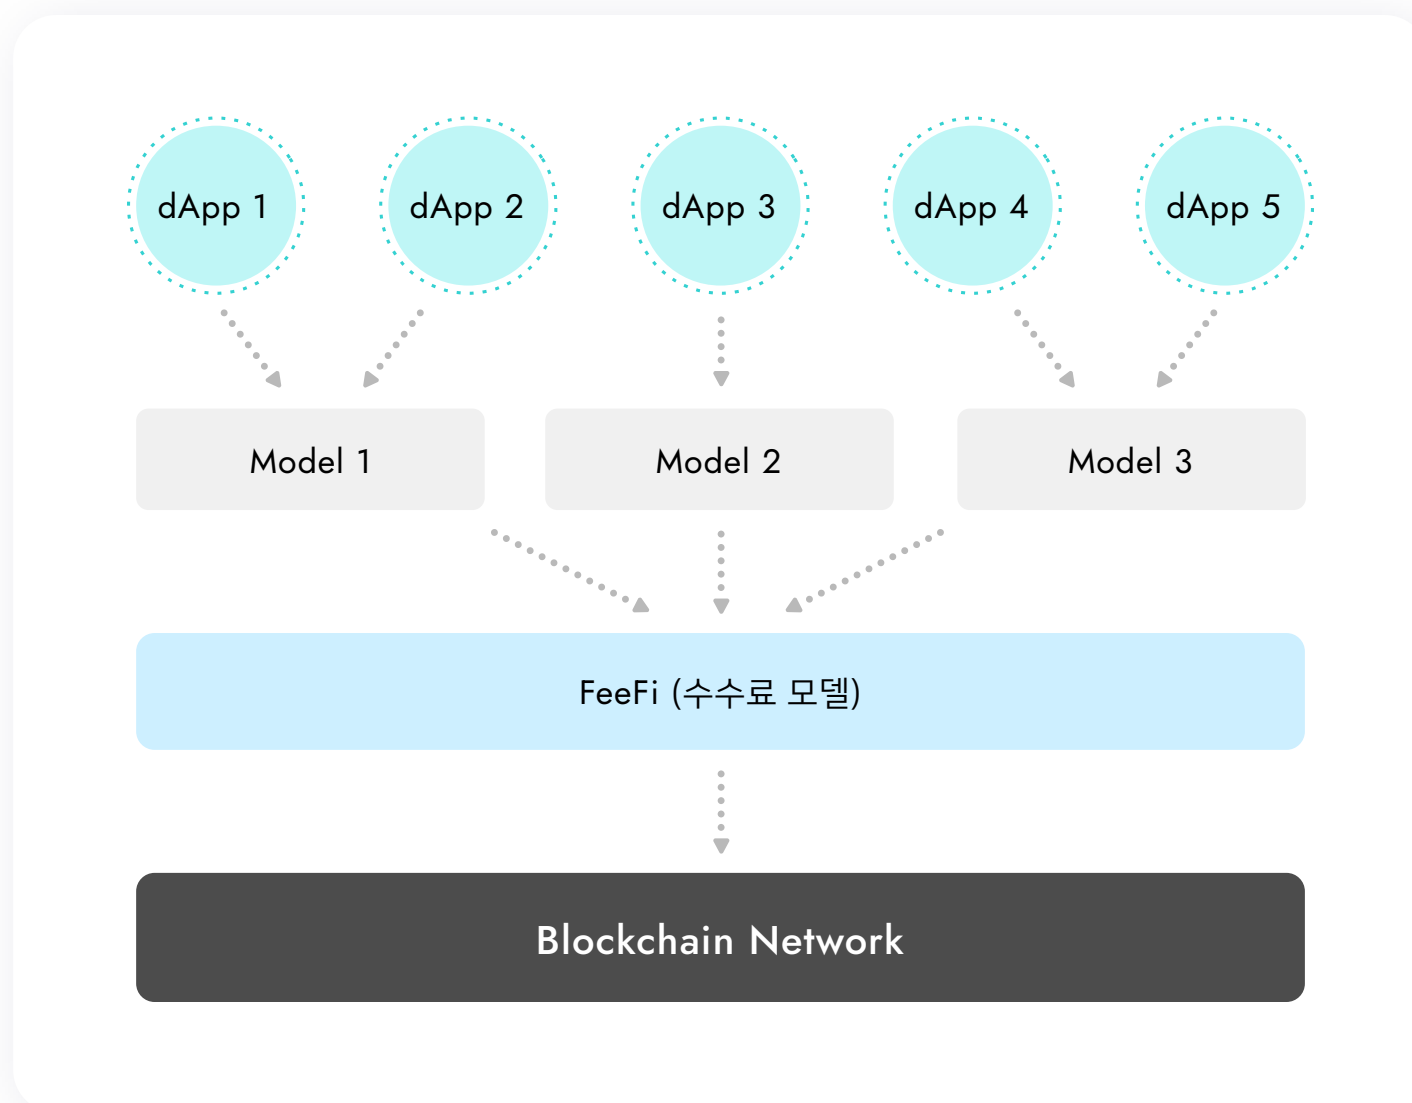 dApp 1
dApp 2
dApp 3
dApp 4
dApp 5
Model 1
Model 2
Model 3
FeeFi (수수료 모델)
Blockchain Network